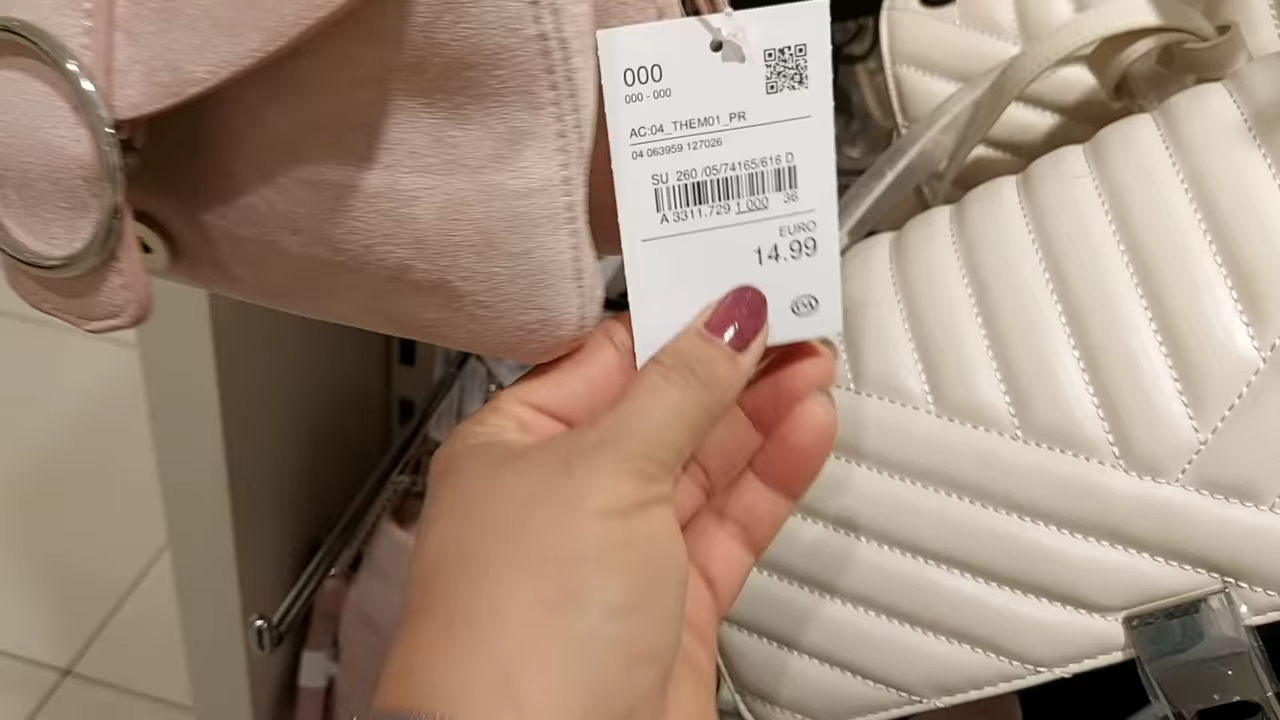 000
000 - 000
AC:04_THEM01_PR
04 063959 127026
SU 260 /05/74165/616 D
A 3311.729 1 000 36
EURO
14.99